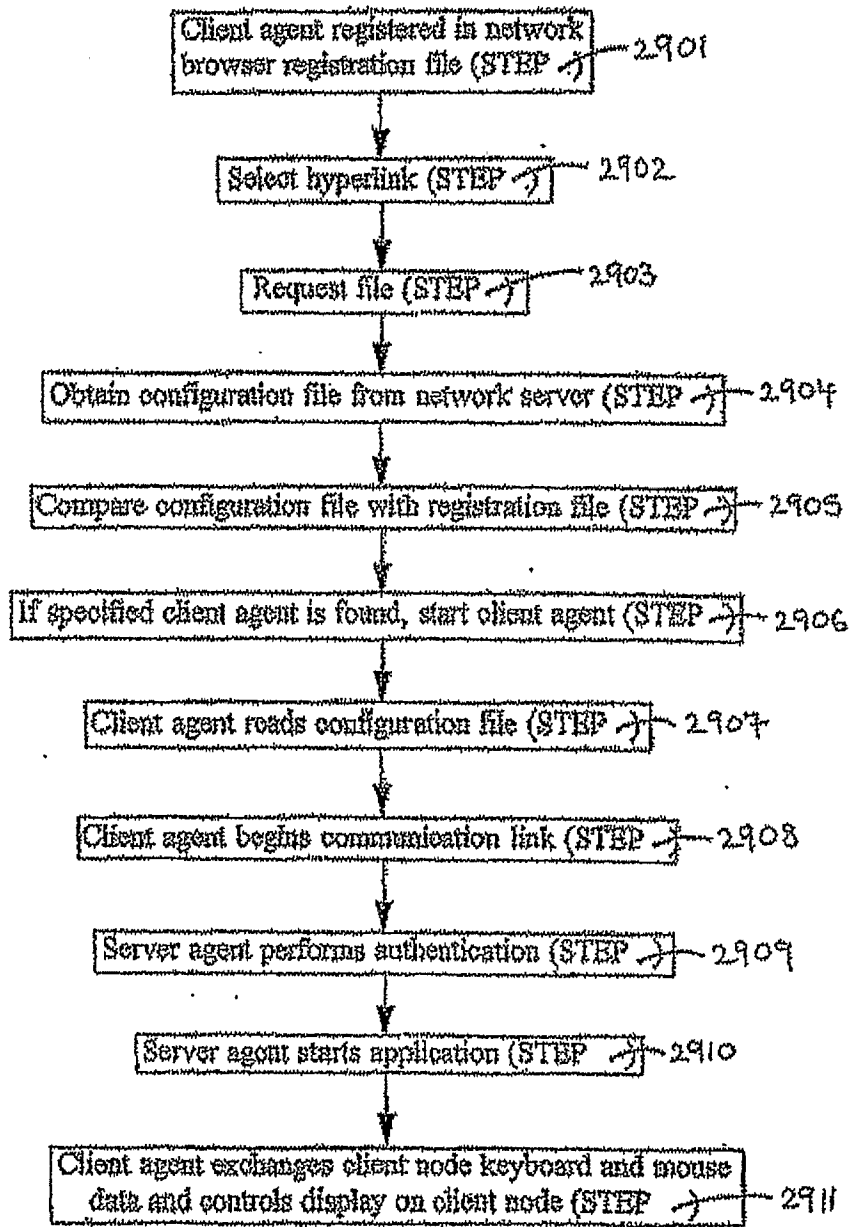 Client agent registered in network
browser registration file (STEP ) 2901
Select hyperlink (STEP ) 2902
Request file (STEP ) 2903
Obtain configuration file from network server (STEP ) 2904
Compare configuration file with registration file (STEP ) 2905
If specified client agent is found, start client agent (STEP ) 2906
Client agent reads configuration file (STEP ) 2907
Client agent begins communication link (STEP ) 2908
Server agent performs authentication (STEP ) 2909
Server agent starts application (STEP ) 2910
Client agent exchanges client node keyboard and mouse
data and controls display on client node (STEP ) 2911